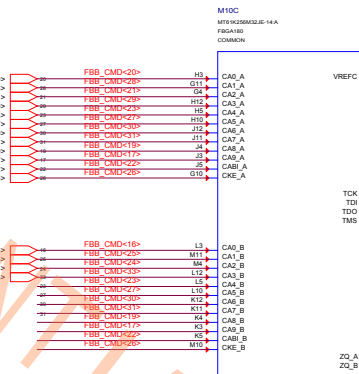 M10C
MT61K256M32JE-14:A
FBGA180
COMMON
FBB_CMD<20> H3 CA0_A VREFC
FBB_CMD<28> G11 CA1_A
FBB_CMD<21> G4 CA2_A
FBB_CMD<29> H12 CA3_A
FBB_CMD<23> H5 CA4_A
FBB_CMD<27> H10 CA5_A
FBB_CMD<30> J12 CA6_A
FBB_CMD<31> J11 CA7_A
FBB_CMD<19> J4 CA8_A
FBB_CMD<17> J3 CA9_A
FBB_CMD<22> J5 CABI_A
FBB_CMD<26> G10 CKE_A
TCK
TDI
TDO
TMS
FBB_CMD<16> L3 CA0_B
FBB_CMD<25> M11 CA1_B
FBB_CMD<24> M4 CA2_B
FBB_CMD<33> L12 CA3_B
FBB_CMD<23> L5 CA4_B
FBB_CMD<27> L10 CA5_B
FBB_CMD<30> K12 CA6_B
FBB_CMD<31> K11 CA7_B
FBB_CMD<19> K4 CA8_B
FBB_CMD<17> K3 CA9_B
FBB_CMD<22> K5 CABI_B
FBB_CMD<26> M10 CKE_B
ZQ_A
ZQ_B